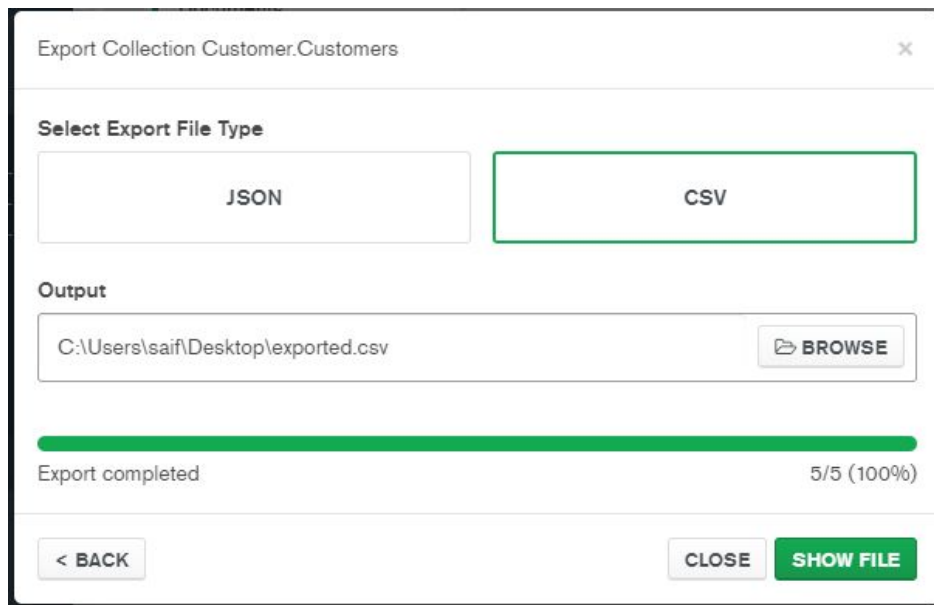 Export Collection Customer.Customers
×
Select Export File Type
JSON
CSV
Output
C:\Users\saif\Desktop\exported.csv
BROWSE
Export completed
5/5 (100%)
< BACK
CLOSE
SHOW FILE